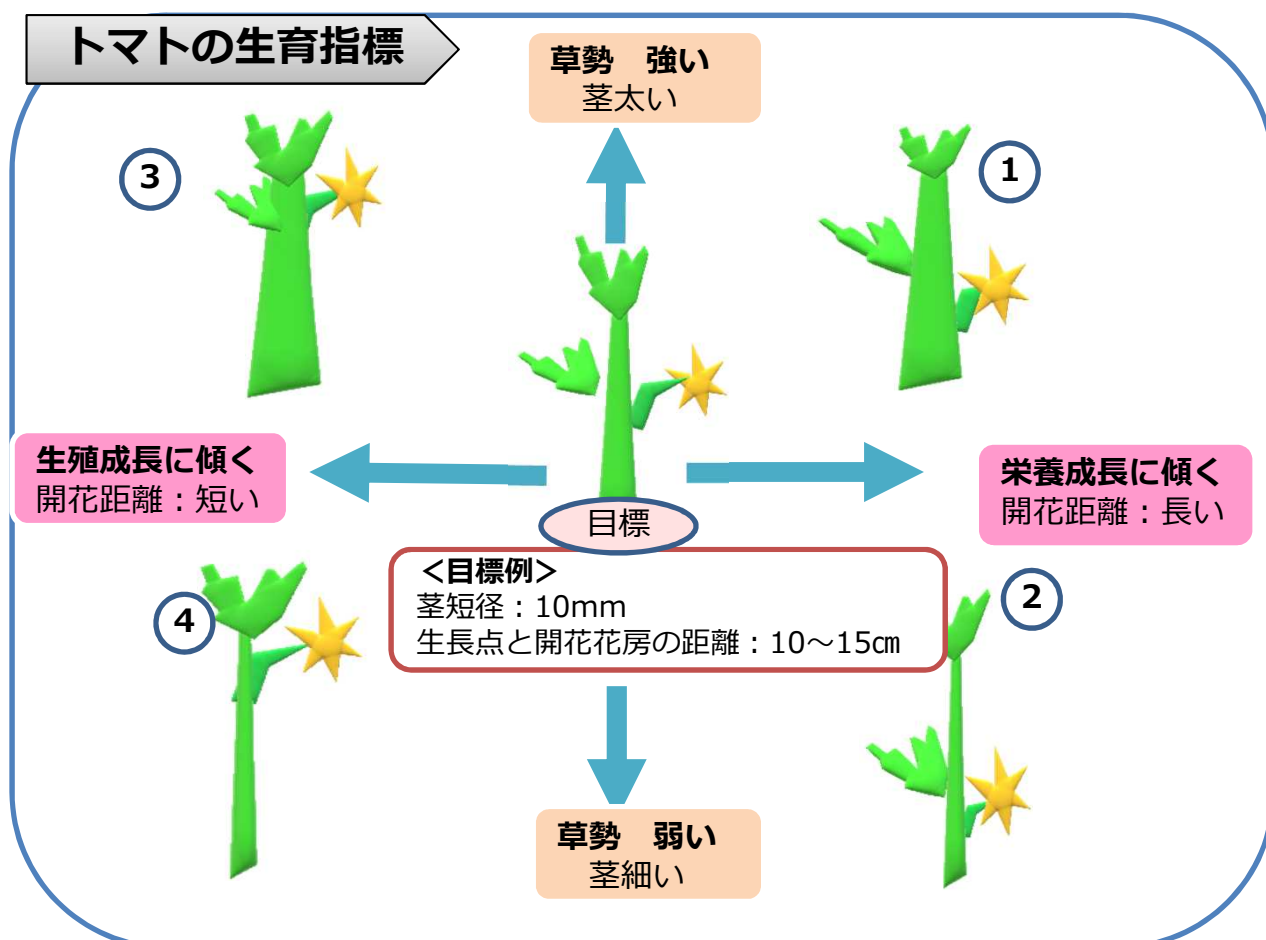 トマトの生育指標
草勢　強い
茎太い
③
①
生殖成長に傾く
開花距離：短い
栄養成長に傾く
開花距離：長い
目標
＜目標例＞
茎短径：10mm
生長点と開花花房の距離：10～15㎝
④
②
草勢　弱い
茎細い